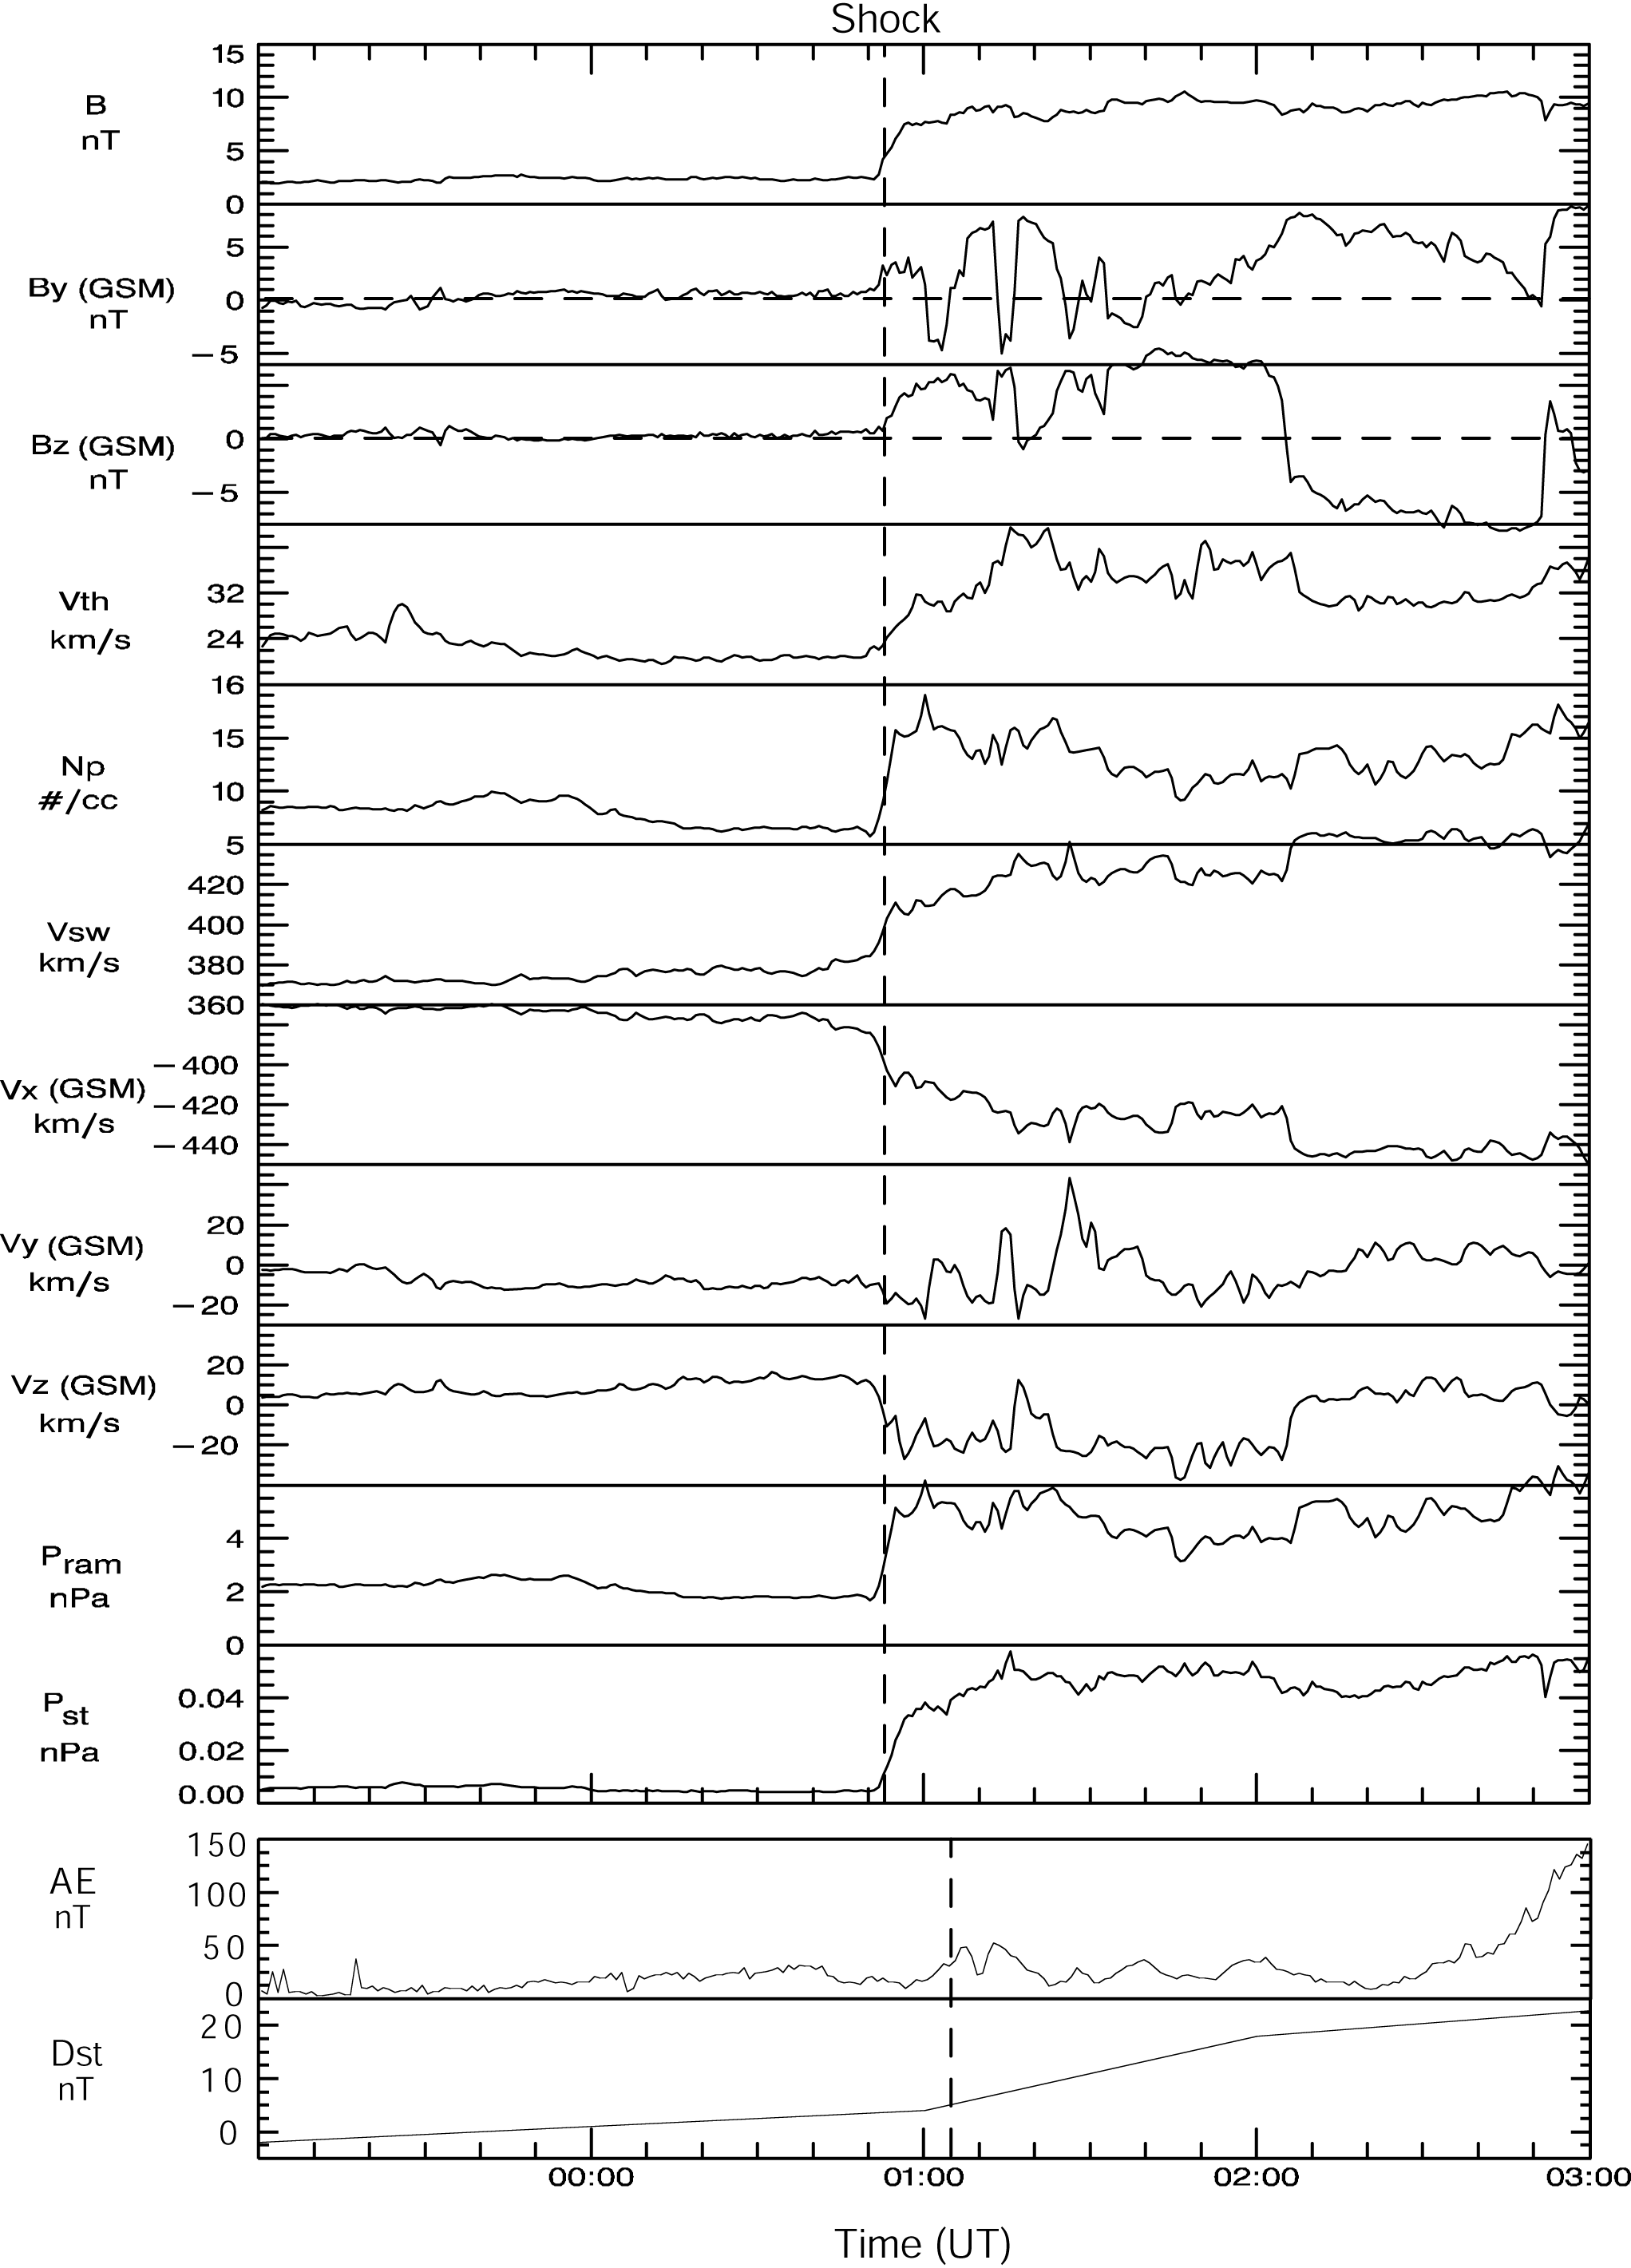 Shock
15
B
10
nT
5
0
5
By (GSM)
0
nT
−5
0
Bz (GSM)
nT
−5
Vth
32
km/s
24
16
15
Np
#/cc
10
5
420
Vsw
400
km/s
380
360
−400
Vx (GSM)
−420
km/s
−440
20
Vy (GSM)
0
km/s
−20
20
Vz (GSM)
0
km/s
−20
4
Pram
nPa
2
0
Pst
0.04
nPa
0.02
0.00
150
AE
100
nT
50
0
20
Dst
nT
10
0
00:00 01:00 02:00 03:00
Time (UT)